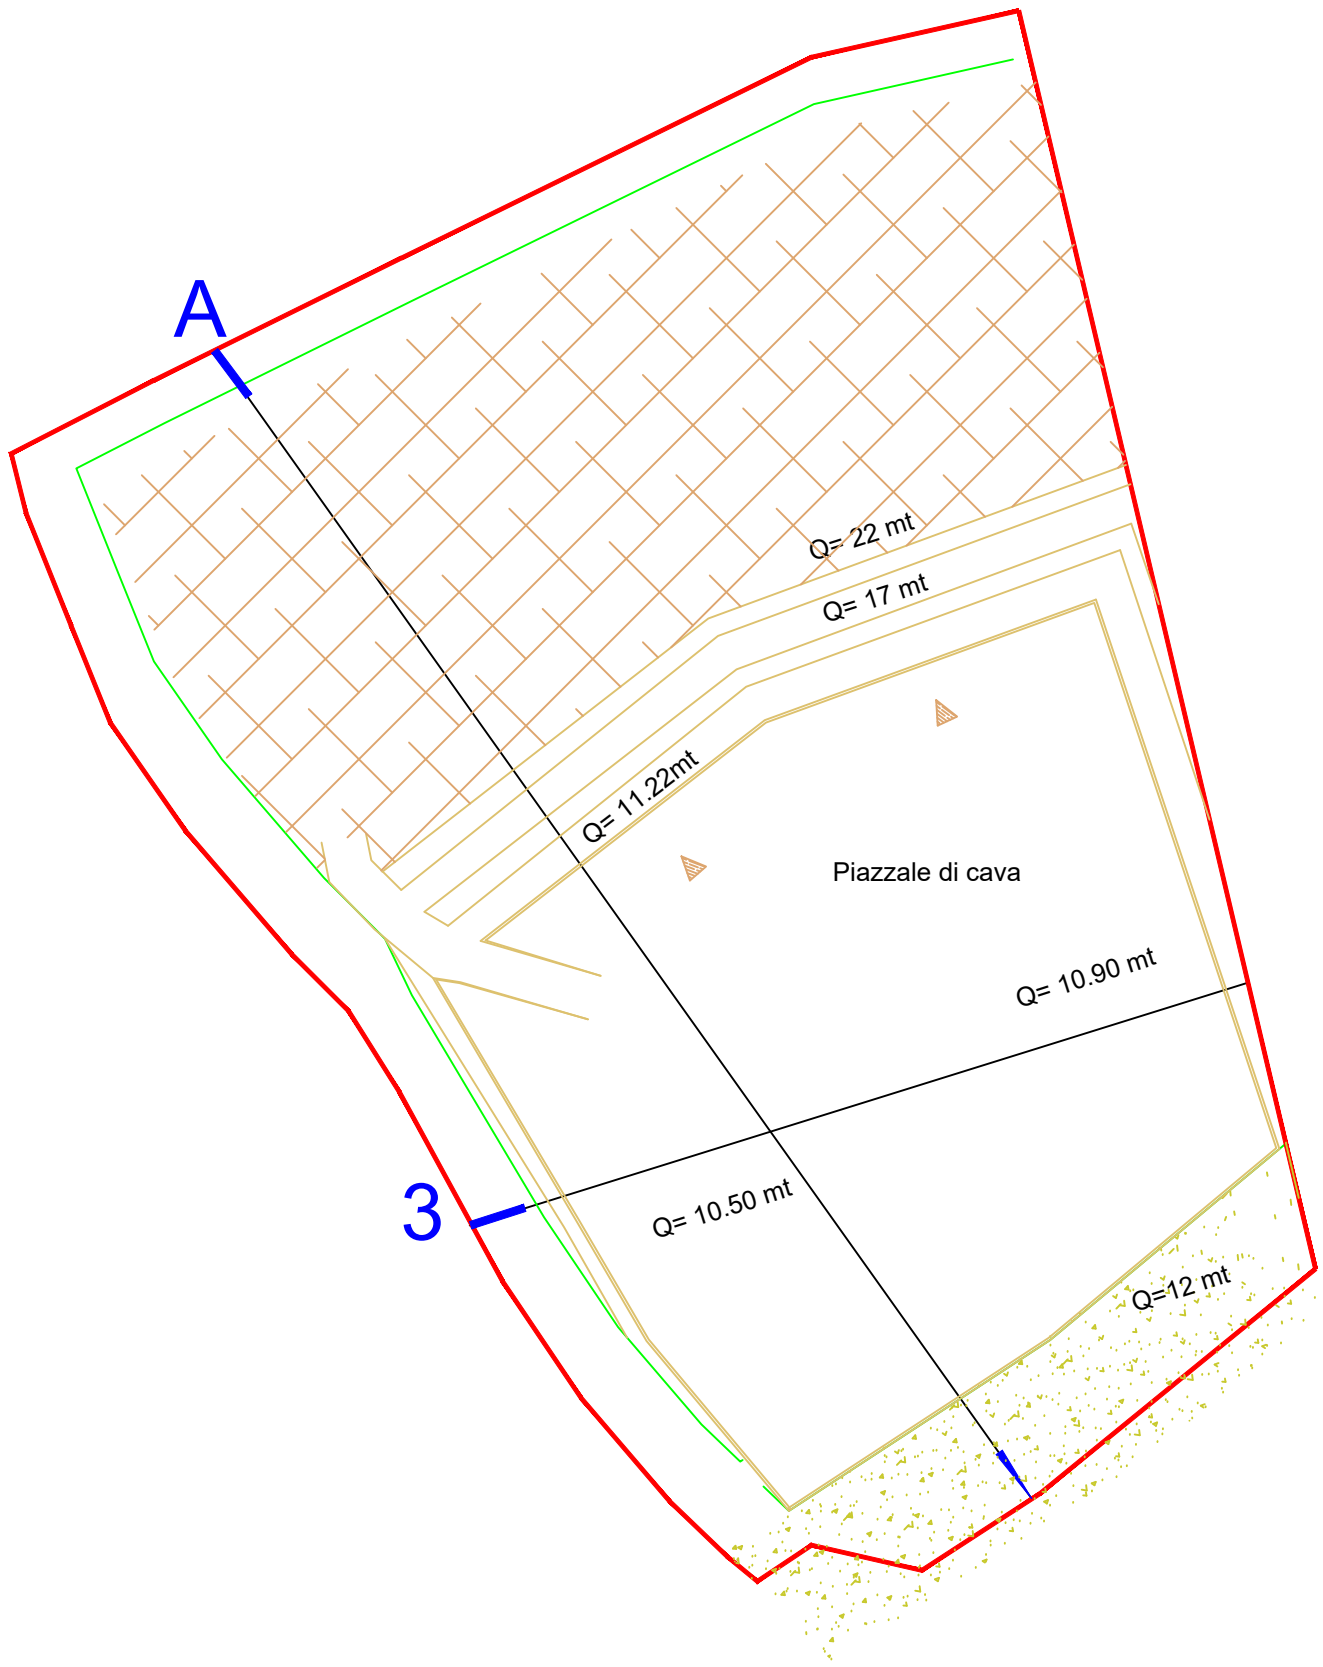 A
Q= 22 mt
Q= 17 mt
Q= 11.22mt
Piazzale di cava
Q= 10.90 mt
3
Q= 10.50 mt
Q=12 mt